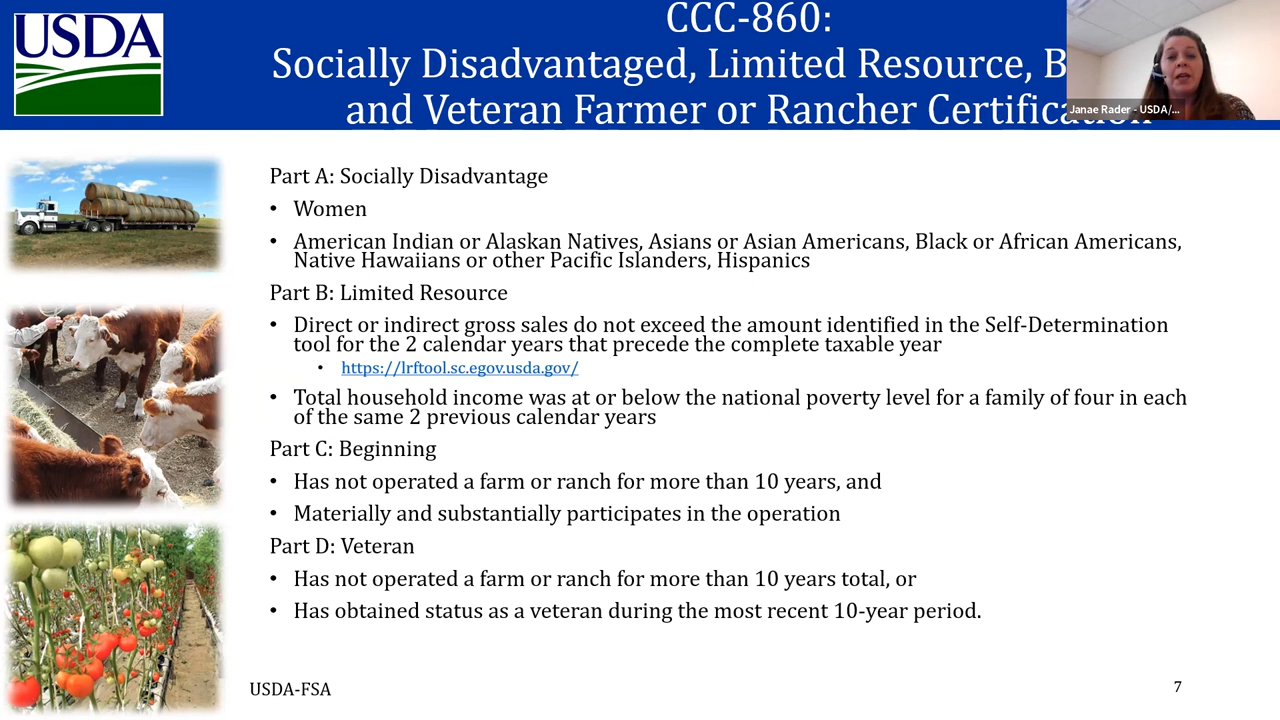 USDA
CCC-860:
Socially Disadvantaged, Limited Resource, B
and Veteran Farmer or Rancher Certification
Janae Rader - USDA/...
Part A: Socially Disadvantage
• Women
• American Indian or Alaskan Natives, Asians or Asian Americans, Black or African Americans,
Native Hawaiians or other Pacific Islanders, Hispanics
Part B: Limited Resource
• Direct or indirect gross sales do not exceed the amount identified in the Self-Determination
tool for the 2 calendar years that precede the complete taxable year
• https://lrftool.sc.egov.usda.gov/
• Total household income was at or below the national poverty level for a family of four in each
of the same 2 previous calendar years
Part C: Beginning
• Has not operated a farm or ranch for more than 10 years, and
• Materially and substantially participates in the operation
Part D: Veteran
• Has not operated a farm or ranch for more than 10 years total, or
• Has obtained status as a veteran during the most recent 10-year period.
USDA-FSA
7